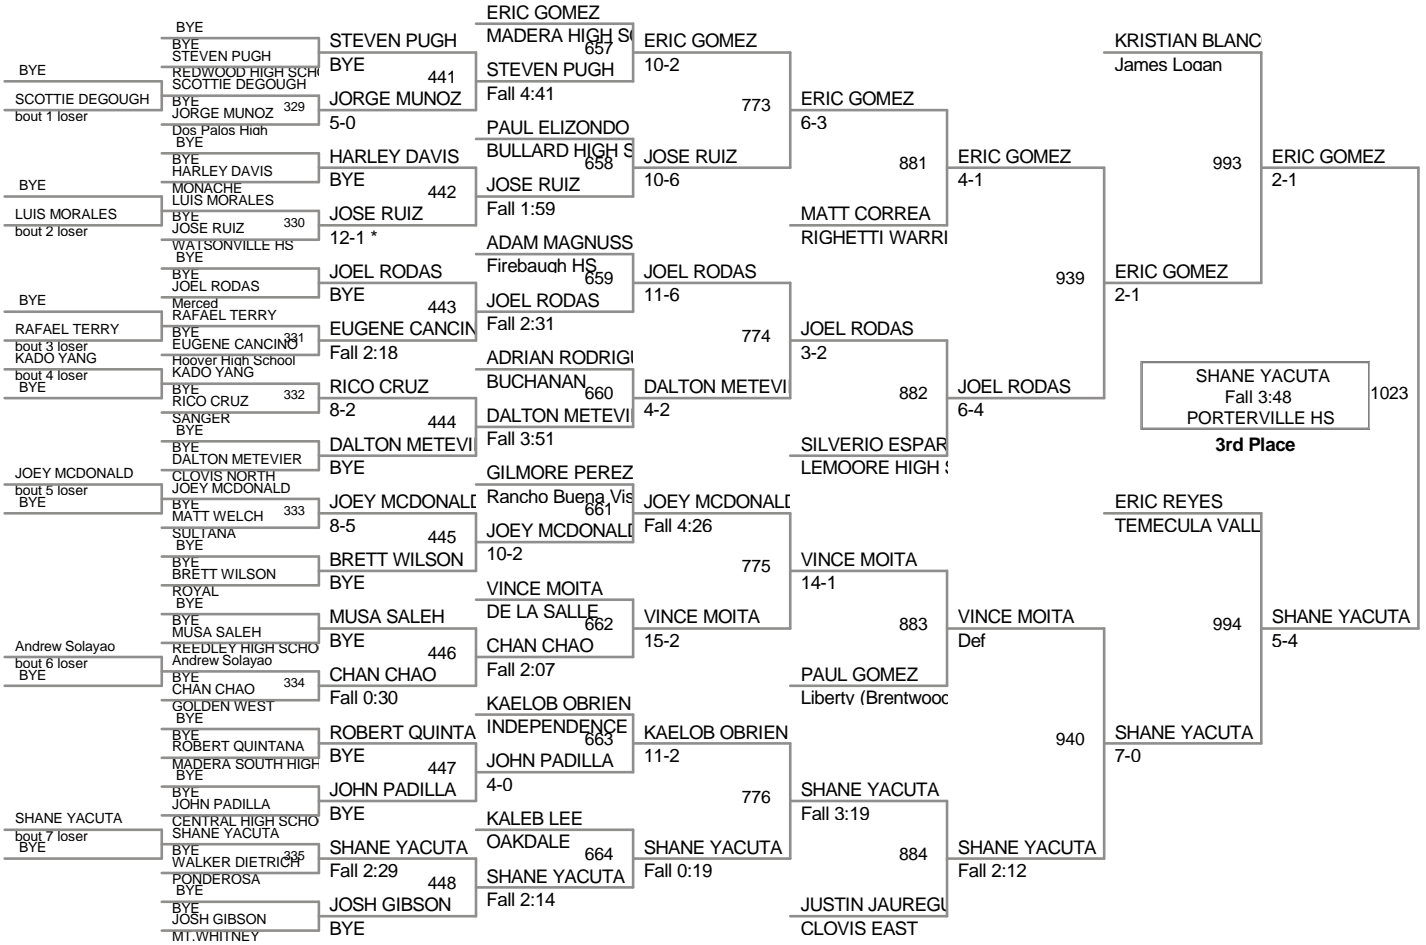 BYE
SCOTTIE DEGOUGH
bout 1 loser
BYE
LUIS MORALES
bout 2 loser
BYE
RAFAEL TERRY
bout 3 loser
KADO YANG
bout 4 loser
BYE
JOEY MCDONALD
bout 5 loser
BYE
Andrew Solayao
bout 6 loser
BYE
SHANE YACUTA
bout 7 loser
BYE
BYE
BYE
STEVEN PUGH
REDWOOD HIGH SCH
SCOTTIE DEGOUGH
BYE
329
JORGE MUNOZ
Dos Palos High
BYE
BYE
HARLEY DAVIS
MONACHE
LUIS MORALES
BYE
330
JOSE RUIZ
WATSONVILLE HS
BYE
BYE
JOEL RODAS
Merced
RAFAEL TERRY
BYE
331
EUGENE CANCINO
Hoover High School
KADO YANG
BYE
332
RICO CRUZ
SANGER
BYE
BYE
DALTON METEVIER
CLOVIS NORTH
JOEY MCDONALD
BYE
333
MATT WELCH
SULTANA
BYE
BYE
BRETT WILSON
ROYAL
BYE
BYE
MUSA SALEH
REEDLEY HIGH SCHO
Andrew Solayao
BYE
334
CHAN CHAO
GOLDEN WEST
BYE
BYE
ROBERT QUINTANA
MADERA SOUTH HIGH
BYE
BYE
JOHN PADILLA
CENTRAL HIGH SCHO
SHANE YACUTA
BYE
335
WALKER DIETRICH
PONDEROSA
BYE
BYE
JOSH GIBSON
MT.WHITNEY
STEVEN PUGH
BYE
441
JORGE MUNOZ
5-0
HARLEY DAVIS
BYE
442
JOSE RUIZ
12-1 *
JOEL RODAS
BYE
443
EUGENE CANCIN
Fall 2:18
RICO CRUZ
8-2
444
DALTON METEVI
BYE
JOEY MCDONALD
8-5
445
BRETT WILSON
BYE
MUSA SALEH
BYE
446
CHAN CHAO
Fall 0:30
ROBERT QUINTA
BYE
447
JOHN PADILLA
BYE
SHANE YACUTA
Fall 2:29
448
JOSH GIBSON
BYE
ERIC GOMEZ
MADERA HIGH S
657
STEVEN PUGH
Fall 4:41
PAUL ELIZONDO
BULLARD HIGH S
658
JOSE RUIZ
Fall 1:59
ADAM MAGNUSS
Firebaugh HS
659
JOEL RODAS
Fall 2:31
ADRIAN RODRIGU
BUCHANAN
660
DALTON METEVI
Fall 3:51
GILMORE PEREZ
Rancho Buena Vis
661
JOEY MCDONALD
10-2
VINCE MOITA
DE LA SALLE
662
CHAN CHAO
Fall 2:07
KAELOB OBRIEN
INDEPENDENCE
663
JOHN PADILLA
4-0
KALEB LEE
OAKDALE
664
SHANE YACUTA
Fall 2:14
ERIC GOMEZ
10-2
773
JOSE RUIZ
10-6
JOEL RODAS
11-6
774
DALTON METEVI
4-2
JOEY MCDONALD
Fall 4:26
775
VINCE MOITA
15-2
KAELOB OBRIEN
11-2
776
SHANE YACUTA
Fall 0:19
ERIC GOMEZ
6-3
881
MATT CORREA
RIGHETTI WARRI
JOEL RODAS
3-2
882
SILVERIO ESPAR
LEMOORE HIGH
VINCE MOITA
14-1
883
PAUL GOMEZ
Liberty (Brentwood
SHANE YACUTA
Fall 3:19
884
JUSTIN JAUREGU
CLOVIS EAST
ERIC GOMEZ
4-1
939
JOEL RODAS
6-4
VINCE MOITA
Def
940
SHANE YACUTA
Fall 2:12
KRISTIAN BLANC
James Logan
993
ERIC GOMEZ
2-1
ERIC REYES
TEMECULA VALL
994
SHANE YACUTA
7-0
ERIC GOMEZ
2-1
SHANE YACUTA
5-4
SHANE YACUTA
Fall 3:48
PORTERVILLE HS
1023
3rd Place